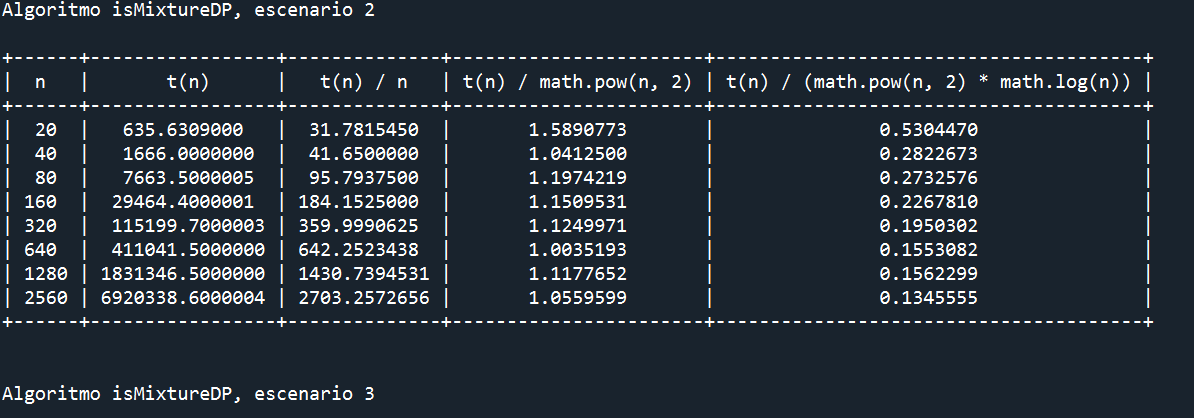 Algoritmo isMixtureDP, escenario 2
+------+-----------------+--------------+------------------------+----------------------------------------+
|  n   |      t(n)       |   t(n) / n   | t(n) / math.pow(n, 2) | t(n) / (math.pow(n, 2) * math.log(n)) |
+------+-----------------+--------------+------------------------+----------------------------------------+
|  20  |   635.6309000   |  31.7815450  |       1.5890773        |               0.5304470                |
|  40  |   1666.0000000  |  41.6500000  |       1.0412500        |               0.2822673                |
|  80  |   7663.5000005  |  95.7937500  |       1.1974219        |               0.2732576                |
| 160  |  29464.4000001  | 184.1525000  |       1.1509531        |               0.2267810                |
| 320  |  115199.7000003 | 359.9990625  |       1.1249971        |               0.1950302                |
| 640  |  411041.5000000 | 642.2523438  |       1.0035193        |               0.1553082                |
| 1280 | 1831346.5000000 | 1430.7394531 |       1.1177652        |               0.1562299                |
| 2560 | 6920338.6000004 | 2703.2572656 |       1.0559599        |               0.1345555                |
+------+-----------------+--------------+------------------------+----------------------------------------+
Algoritmo isMixtureDP, escenario 3